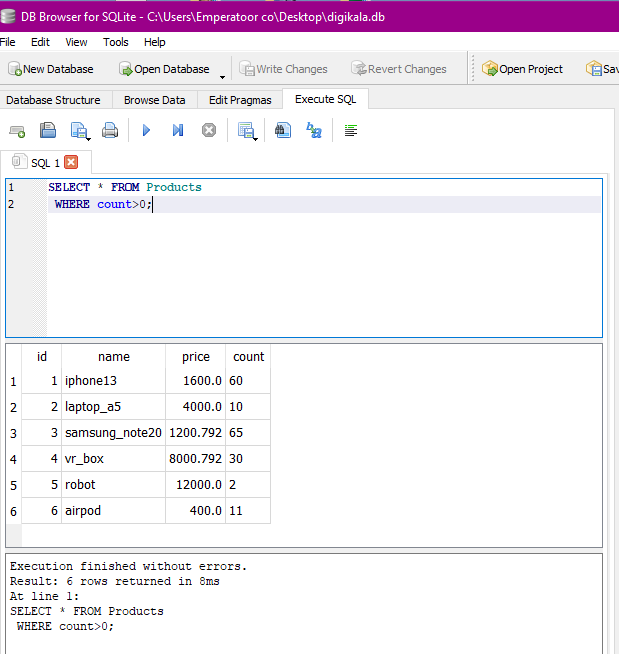 DB Browser for SQLite - C:\Users\Emperatoor co\Desktop\digikala.db
File Edit View Tools Help
New Database Open Database Write Changes Revert Changes Open Project Sav
Database Structure Browse Data Edit Pragmas Execute SQL
SQL 1
1 SELECT * FROM Products
2 WHERE count>0;
id name price count
1 1 iphone13 1600.0 60
2 2 laptop_a5 4000.0 10
3 3 samsung_note20 1200.792 65
4 4 vr_box 8000.792 30
5 5 robot 12000.0 2
6 6 airpod 400.0 11
Execution finished without errors.
Result: 6 rows returned in 8ms
At line 1:
SELECT * FROM Products
WHERE count>0;